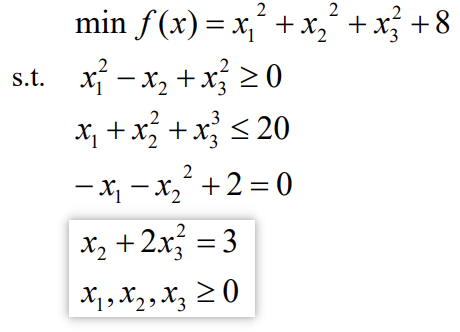 min f(x) = x₁² + x₂² + x₃² + 8
s.t. x₁² − x₂ + x₃² ≥ 0
x₁ + x₂² + x₃³ ≤ 20
− x₁ − x₂² + 2 = 0
x₂ + 2x₃² = 3
x₁, x₂, x₃ ≥ 0